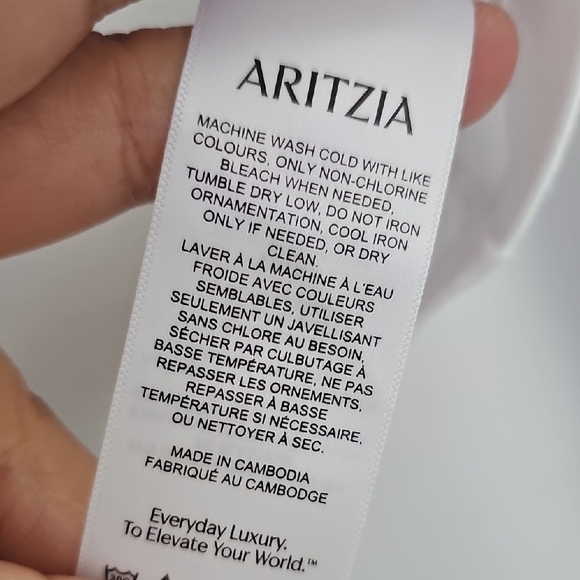 ARITZIA
MACHINE WASH COLD WITH LIKE
COLOURS, ONLY NON-CHLORINE
BLEACH WHEN NEEDED,
TUMBLE DRY LOW, DO NOT IRON
ORNAMENTATION, COOL IRON
ONLY IF NEEDED, OR DRY
CLEAN.
LAVER À LA MACHINE À L'EAU
FROIDE AVEC COULEURS
SEMBLABLES, UTILISER
SEULEMENT UN JAVELLISANT
SANS CHLORE AU BESOIN,
SÉCHER PAR CULBUTAGE À
BASSE TEMPÉRATURE, NE PAS
REPASSER LES ORNEMENTS,
REPASSER À BASSE
TEMPÉRATURE SI NÉCESSAIRE,
OU NETTOYER À SEC.
MADE IN CAMBODIA
FABRIQUÉ AU CAMBODGE
Everyday Luxury.
To Elevate Your World.™